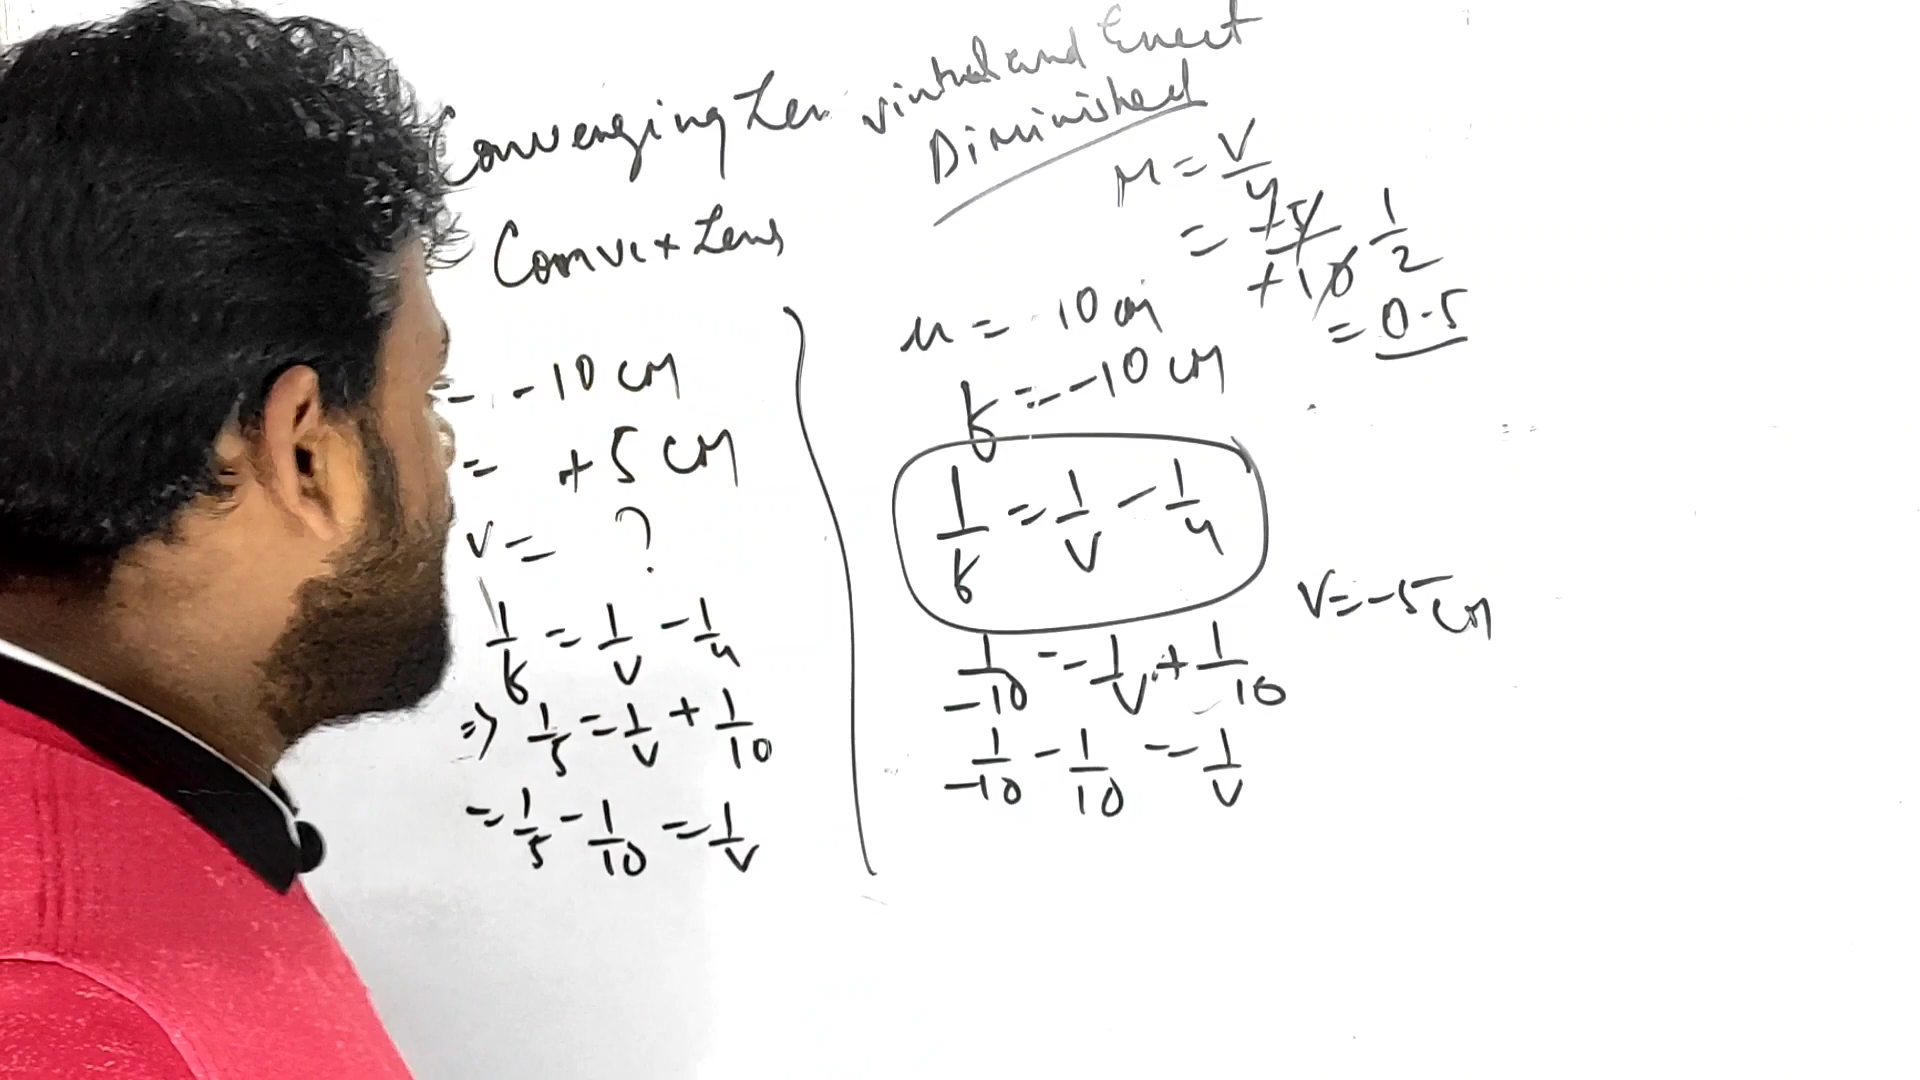 Converging Len
Convex Lens
= -10 cm
= +5 cm
v = ?
1/f = 1/v - 1/u
=> 1/5 = 1/v + 1/10
= 1/5 - 1/10 = 1/v
virtual and Erect
Diminished
M = v/u
= +5/+10 1/2
= 0.5
u = -10 cm
f = -10 cm
1/f = 1/v - 1/u
1/-10 = 1/v + 1/10
1/-10 - 1/10 = 1/v
v = -5 cm